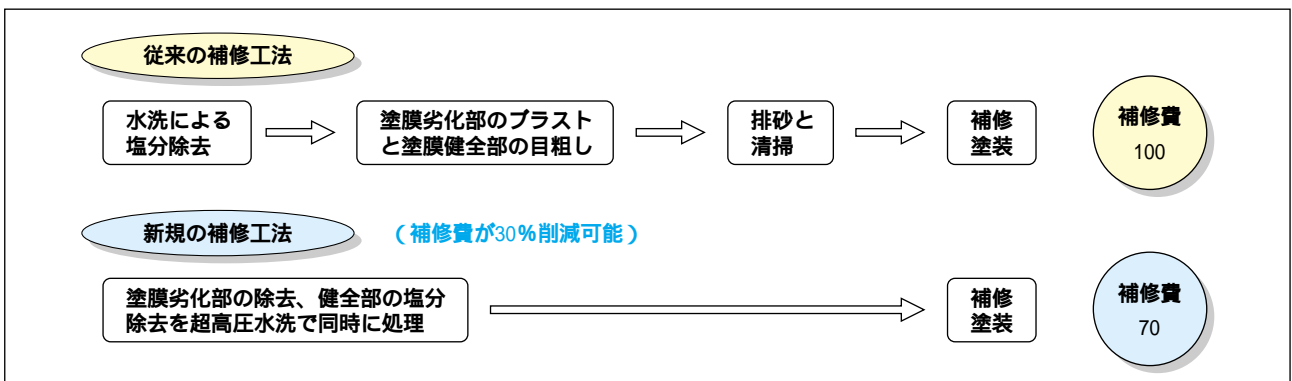 従来の補修工法
水洗による
塩分除去
塗膜劣化部のブラスト
と塗膜健全部の目粗し
排砂と
清掃
補修
塗装
補修費
100
新規の補修工法
（補修費が30%削減可能）
塗膜劣化部の除去、健全部の塩分
除去を超高圧水洗で同時に処理
補修
塗装
補修費
70